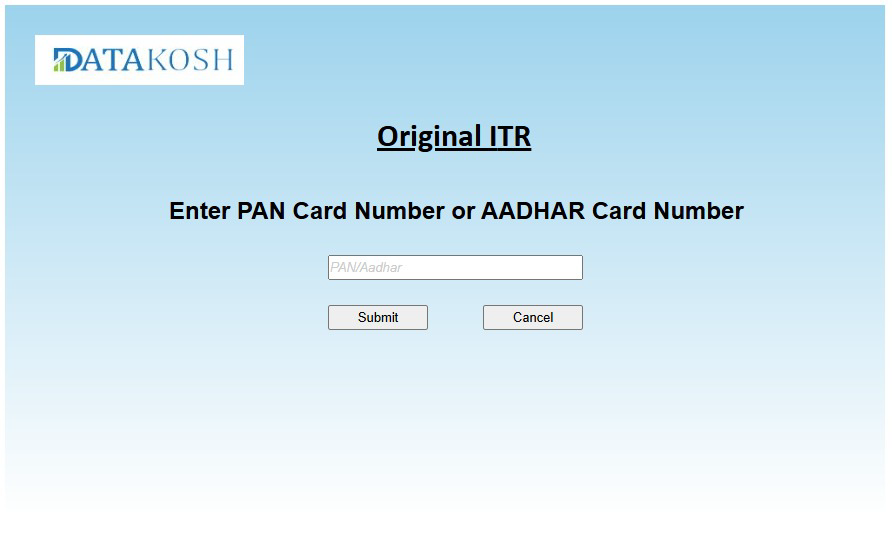 DATAKOSH
Original ITR
Enter PAN Card Number or AADHAR Card Number
PAN/Aadhar
Submit Cancel